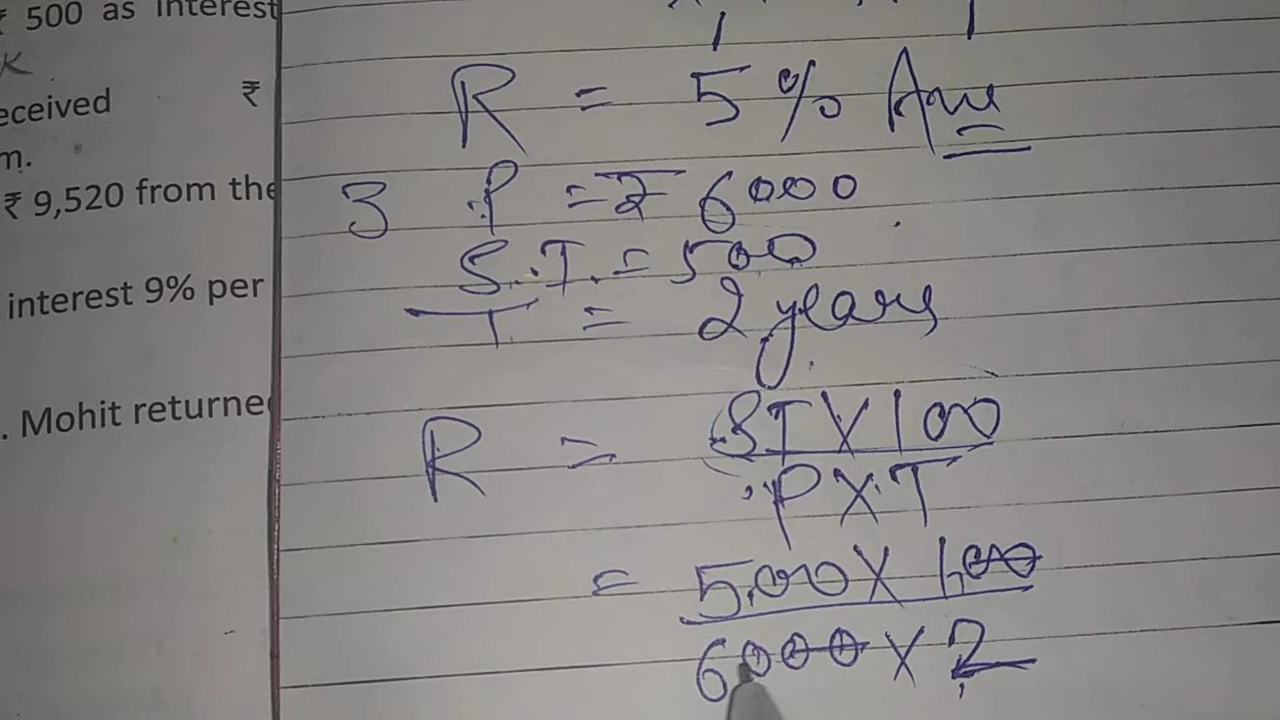 ₹ 500 as interest
K
eceived ₹
m.
₹ 9,520 from the
interest 9% per
. Mohit returne
R = 5% Ans
3 P = ₹ 6000
S.I. = 500
T = 2 years
R = SI X 100
P X T
= 500 X 100
6000 X 2